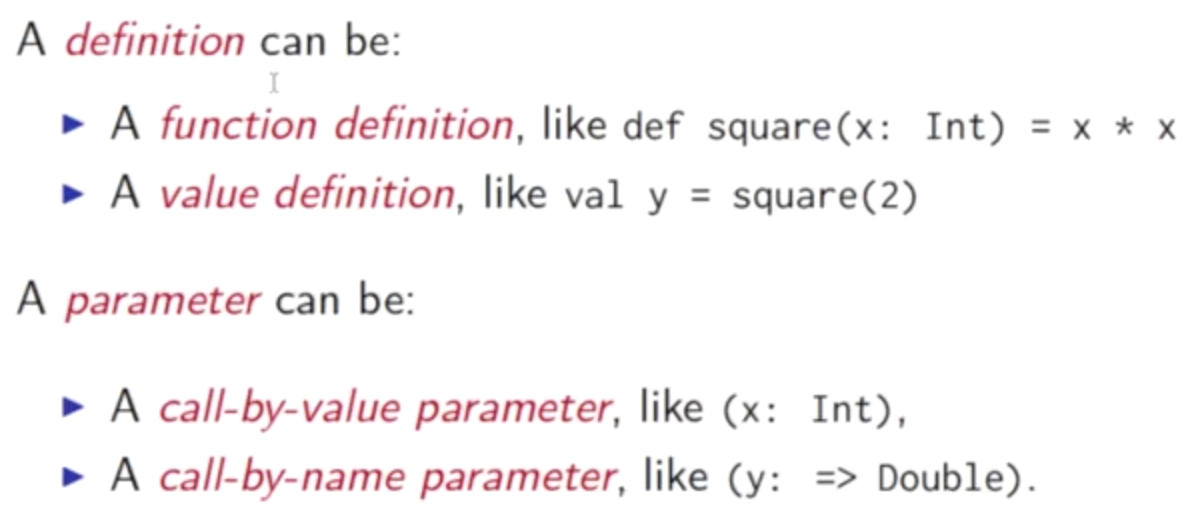 A definition can be:
▶ A function definition, like def square(x: Int) = x * x
▶ A value definition, like val y = square(2)
A parameter can be:
▶ A call-by-value parameter, like (x: Int),
▶ A call-by-name parameter, like (y: => Double).